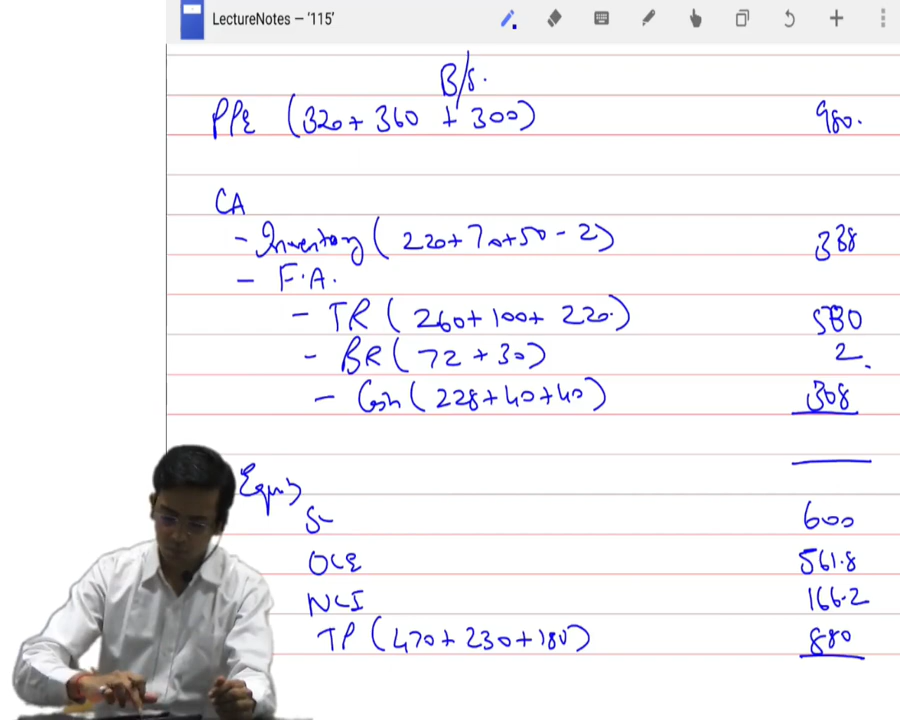 LectureNotes – '115'
B/S.
PPE (320+360 + 300) 980.
CA
- Inventory (220+70+50-2) 338
- F.A.
- TR (260+100+220.) 580
- BR (72+30) 2.
- Cash (228+40+40) 308
Equity
SC 600
OCE 561.8
NCI 166.2
TP (470+230+180) 880